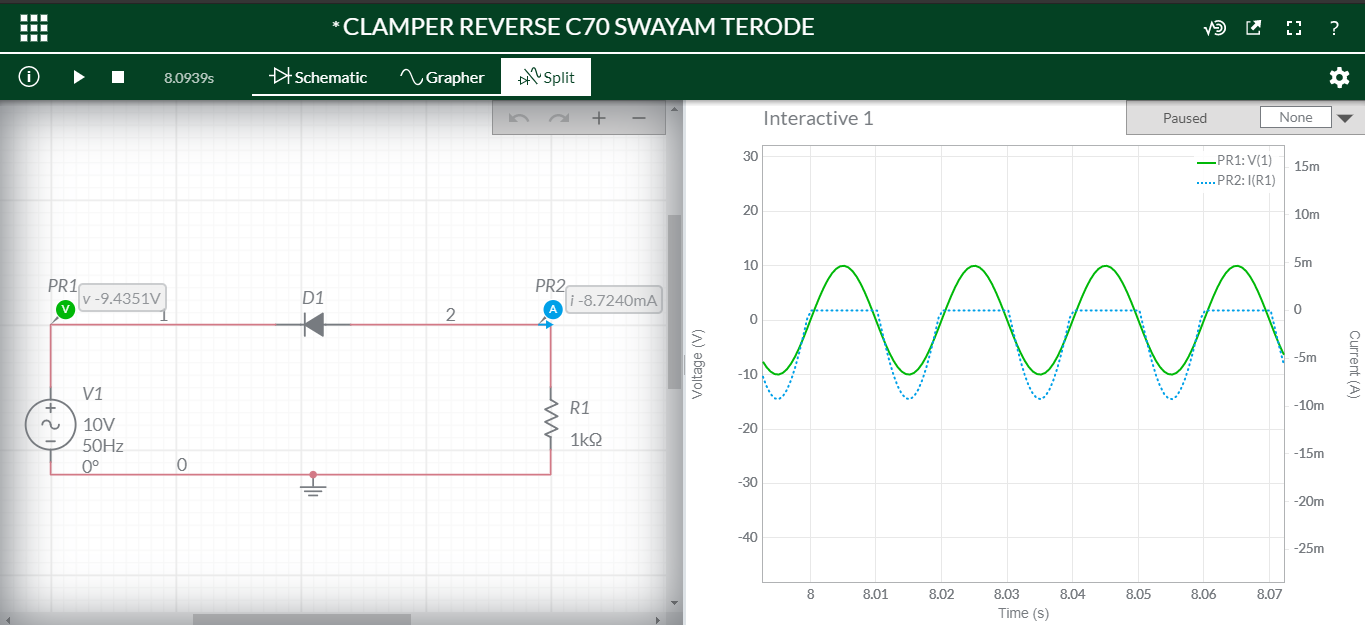 *CLAMPER REVERSE C70 SWAYAM TERODE
?
8.0939s
Schematic
Grapher
Split
PR1
V
v -9.4351V
1
D1
2
PR2
A
i -8.7240mA
V1
10V
50Hz
0°
0
R1
1kΩ
Interactive 1
Paused
None
PR1: V(1)
PR2: I(R1)
Voltage (V)
30
20
10
0
-10
-20
-30
-40
15m
10m
5m
0
-5m
-10m
-15m
-20m
-25m
Current (A)
8 8.01 8.02 8.03 8.04 8.05 8.06 8.07
Time (s)